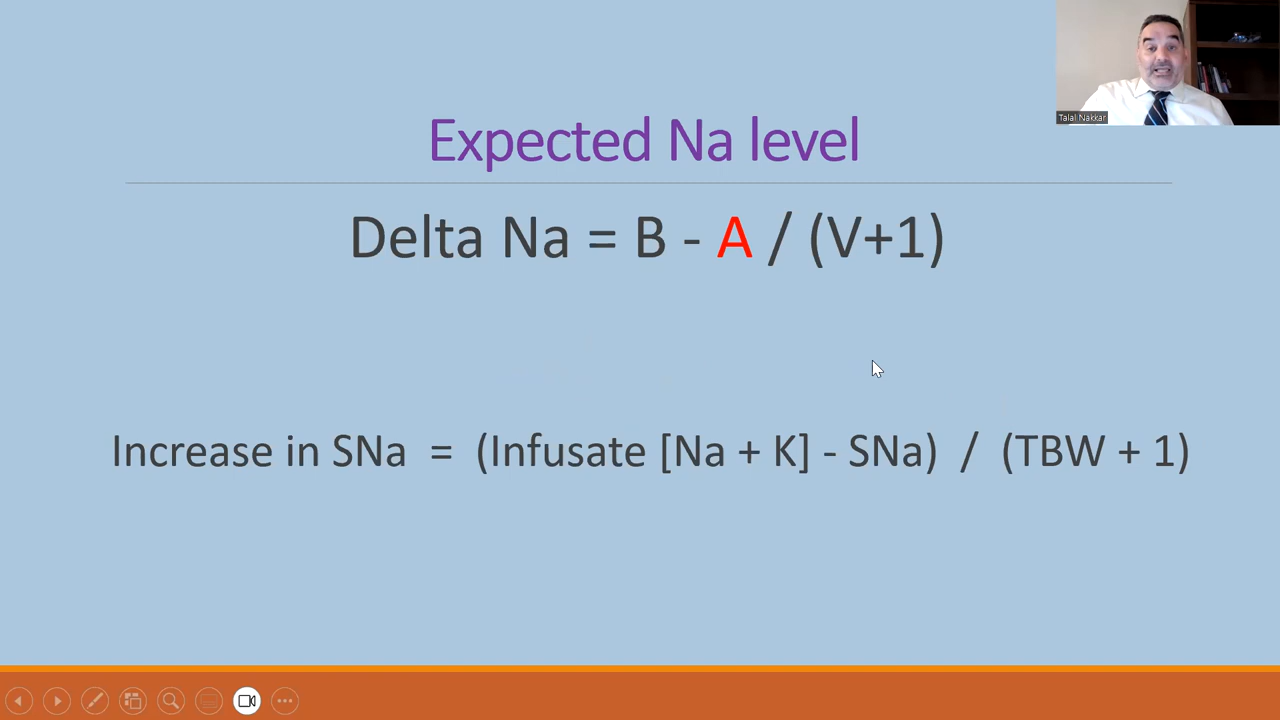 Talal Nakkar
Expected Na level
Delta Na = B - A / (V+1)
Increase in SNa = (Infusate [Na + K] - SNa) / (TBW + 1)